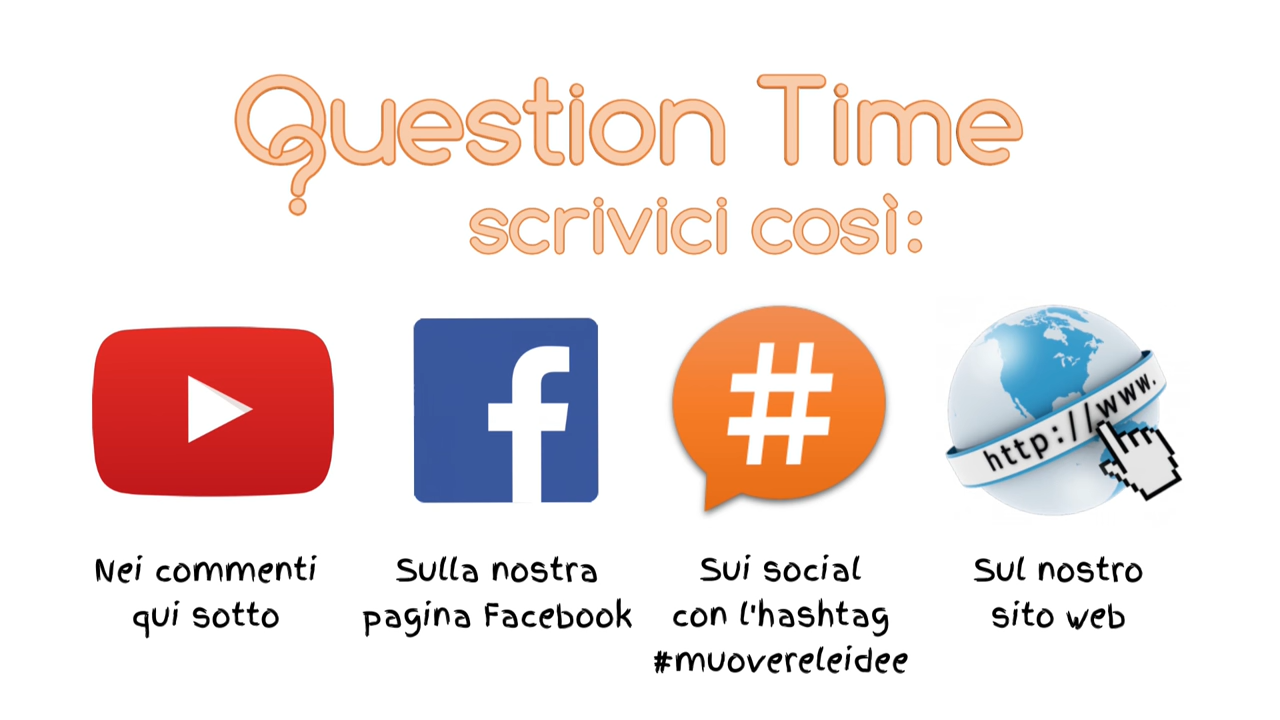 Question Time
scrivici così:
#
http://www.
Nei commenti
qui sotto
Sulla nostra
pagina Facebook
Sui social
con l'hashtag
#muovereleidee
Sul nostro
sito web